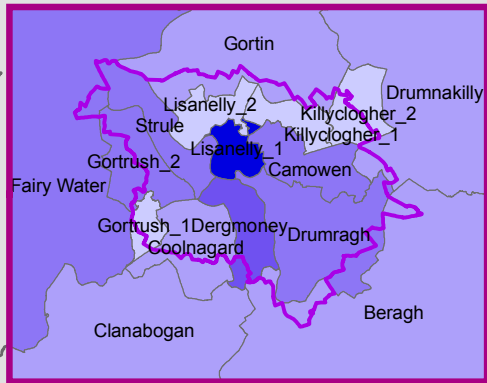 Gortin
Drumnakilly
Lisanelly_2
Killyclogher_2
Strule
Killyclogher_1
Lisanelly_1
Gortrush_2
Camowen
Fairy Water
Gortrush_1
Dergmoney
Drumragh
Coolnagard
Beragh
Clanabogan